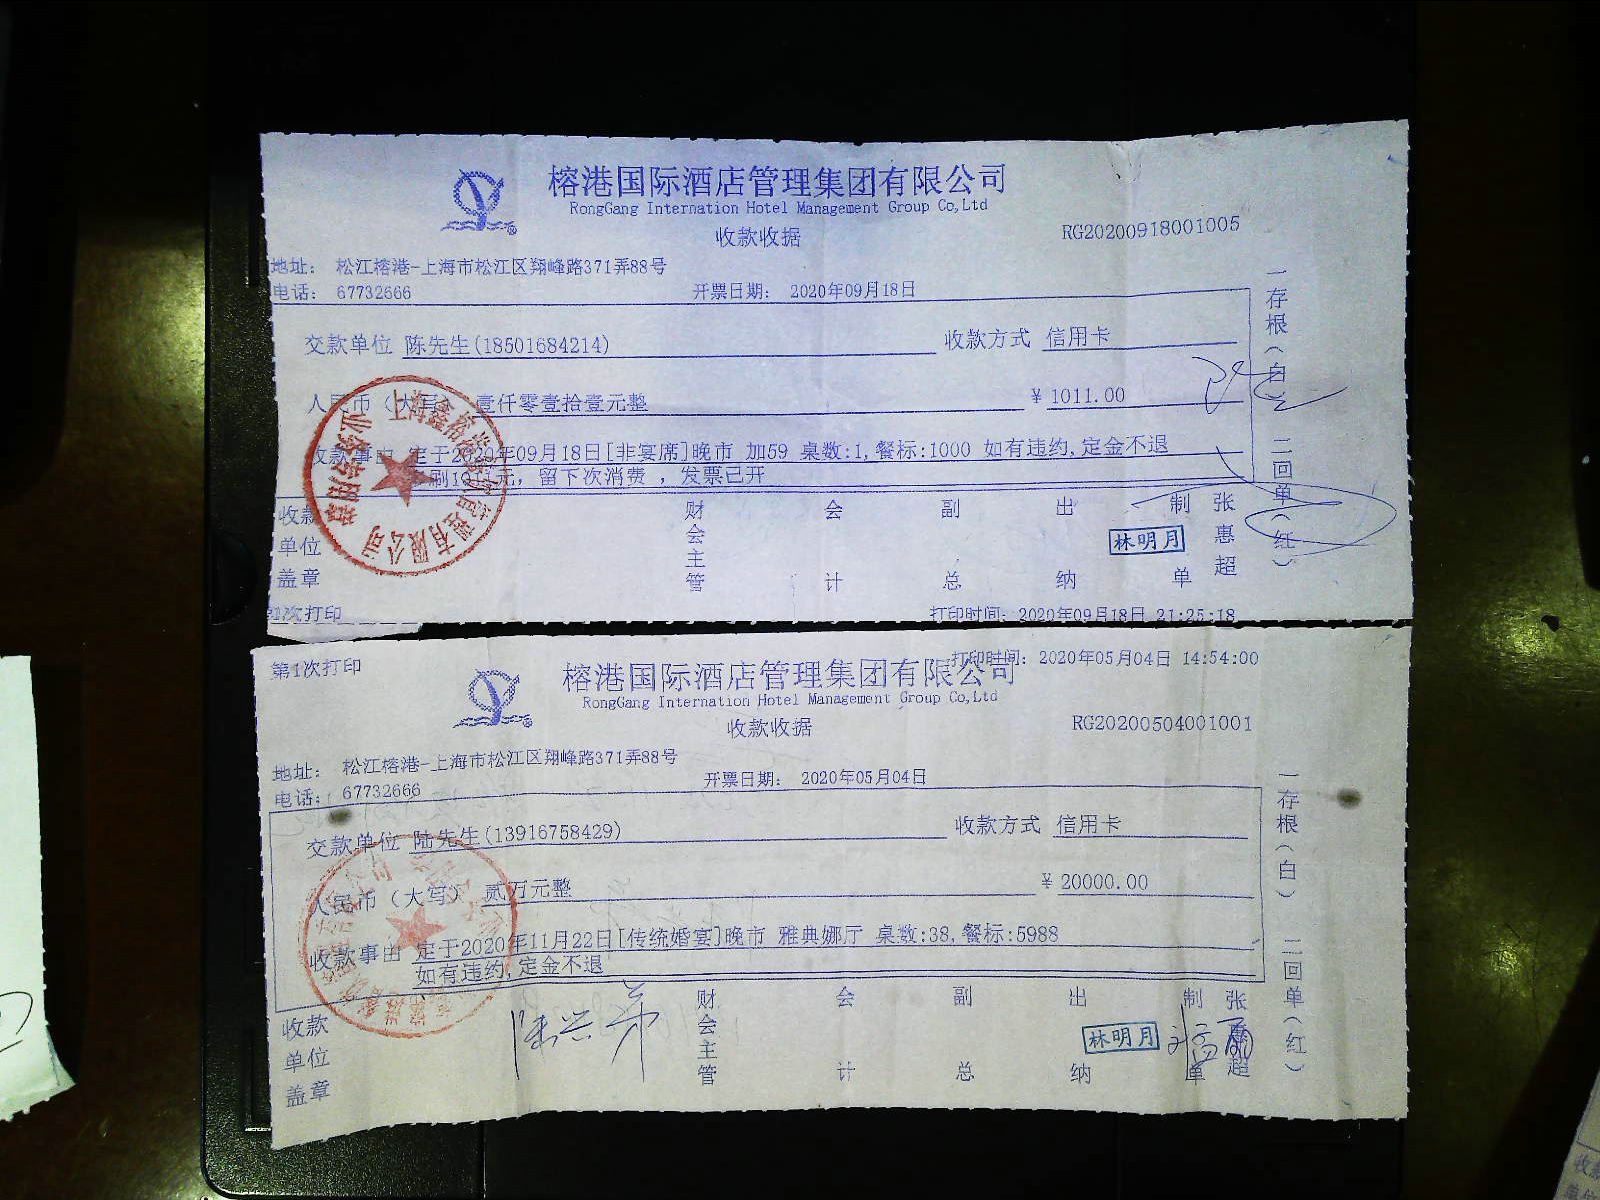 榕港国际酒店管理集团有限公司
RongGang Internation Hotel Management Group Co,Ltd
收款收据
RG20200918001005
地址: 松江榕港-上海市松江区翔峰路371弄88号
电话: 67732666
开票日期: 2020年09月18日
交款单位 陈先生(18501684214)
收款方式 信用卡
人民币(大写) 壹仟零壹拾壹元整
¥ 1011.00
收款事由 定于2020年09月18日[非宴席]晚市 加59 桌数:1,餐标:1000 如有违约,定金不退
元,留下次消费 ,发票已开
收款单位盖章
财会主管
会计
副总
出纳
林明月
制单
张惠超
一存根(白) 二回单(红)
次打印
打印时间: 2020年09月18日 21:25:18
业务专用章
第1次打印
打印时间: 2020年05月04日 14:54:00
榕港国际酒店管理集团有限公司
RongGang Internation Hotel Management Group Co,Ltd
收款收据
RG20200504001001
地址: 松江榕港-上海市松江区翔峰路371弄88号
电话: 67732666
开票日期: 2020年05月04日
交款单位 陆先生(13916758429)
收款方式 信用卡
人民币(大写) 贰万元整
¥ 20000.00
收款事由 定于2020年11月22日[传统婚宴]晚市 雅典娜厅 桌数:38,餐标:5988
如有违约,定金不退
收款单位盖章
财会主管
会计
副总
出纳
林明月
制单
张惠超
一存根(白) 二回单(红)